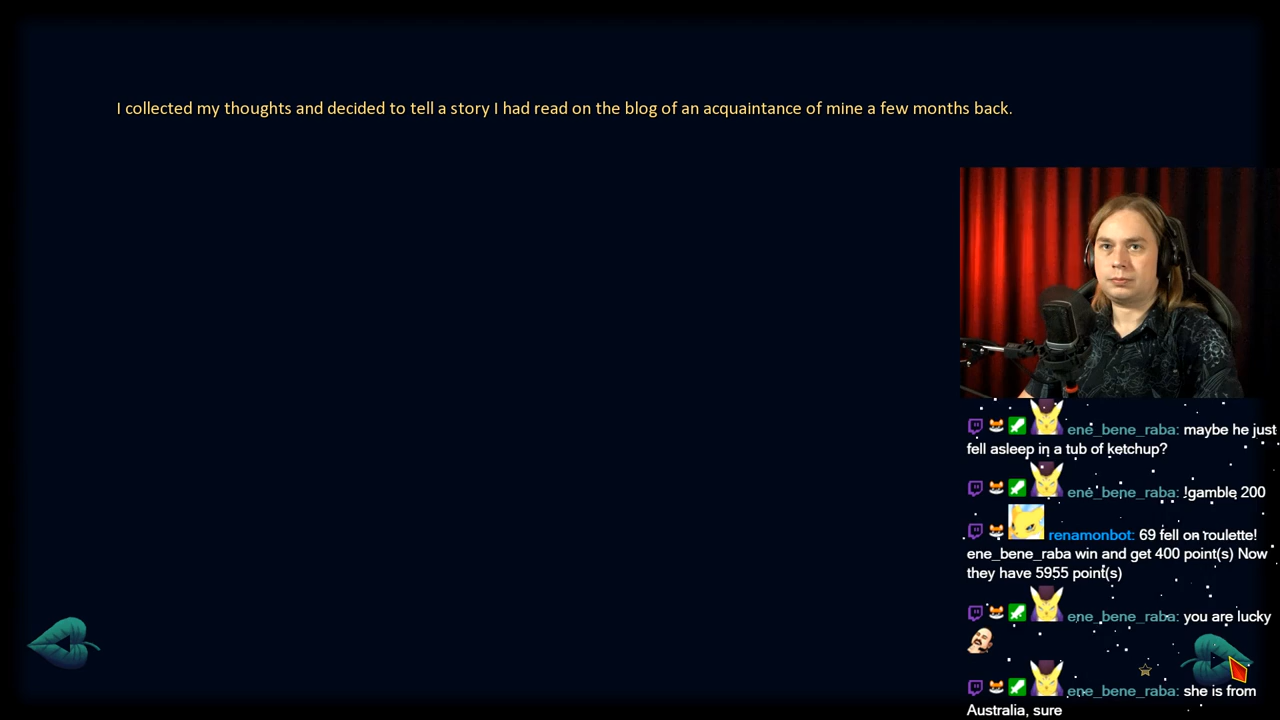 I collected my thoughts and decided to tell a story I had read on the blog of an acquaintance of mine a few months back.
ene_bene_raba: maybe he just
fell asleep in a tub of ketchup?
ene_bene_raba: !gamble 200
renamonbot: 69 fell on roulette!
ene_bene_raba win and get 400 point(s) Now
they have 5955 point(s)
ene_bene_raba: you are lucky
ene_bene_raba: she is from
Australia, sure